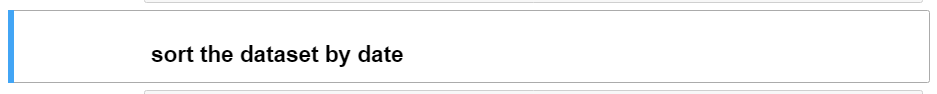 sort the dataset by date